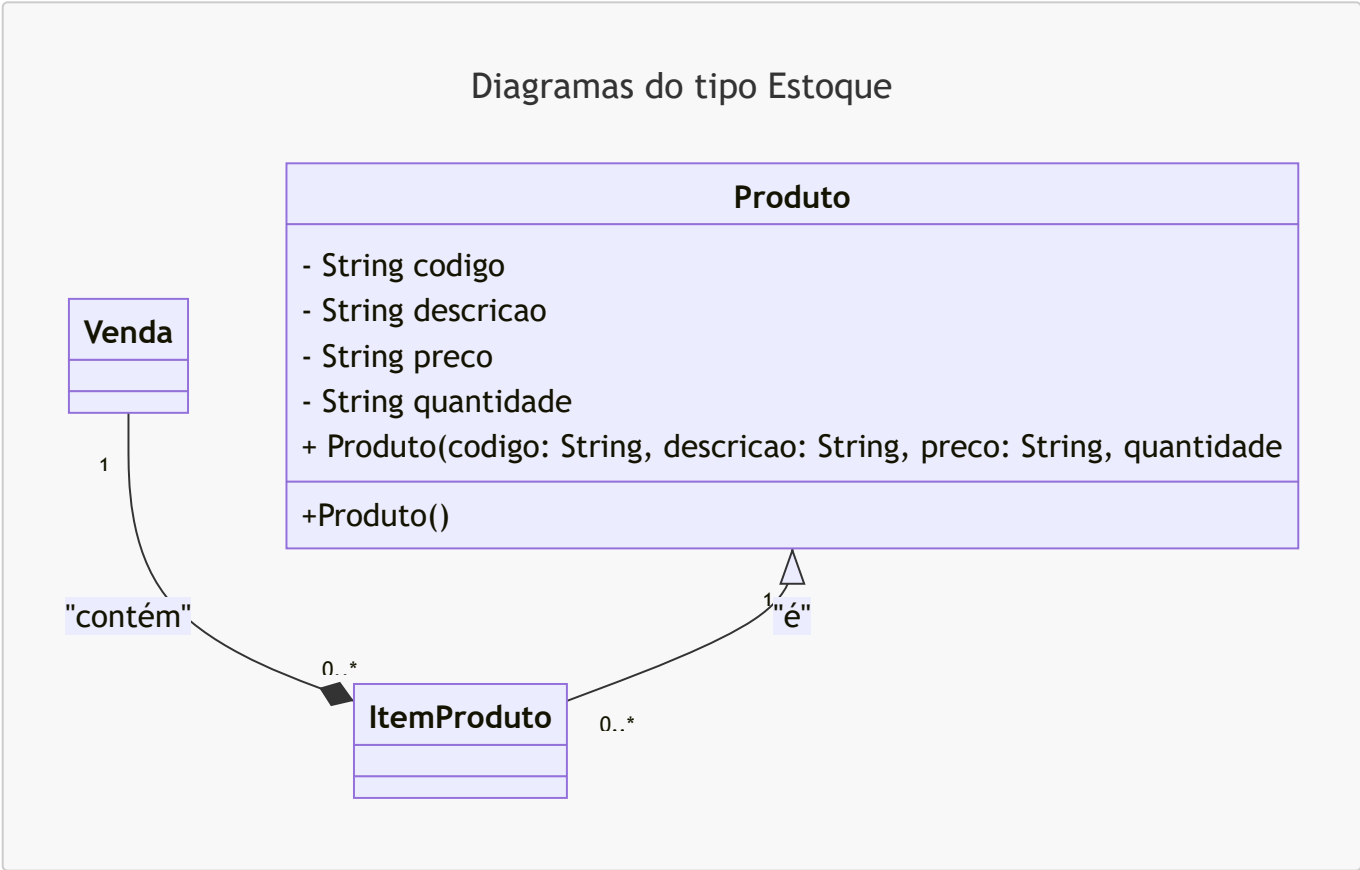 Diagramas do tipo Estoque
Produto
- String codigo
- String descricao
- String preco
- String quantidade
+ Produto(codigo: String, descricao: String, preco: String, quantidade
+Produto()
Venda
1
"contém"
0..*
1
"é"
0..*
ItemProduto